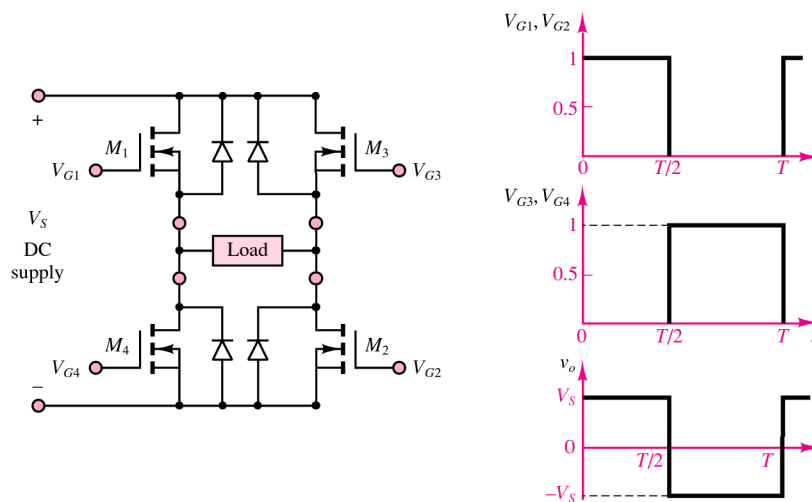 +
M1
M3
VG1
VG3
VS
DC
supply
Load
M4
M2
VG4
VG2
−
VG1, VG2
1
0.5
0
T/2
T
VG3, VG4
1
0.5
0
T/2
T
vo
VS
0
T/2
T
−VS